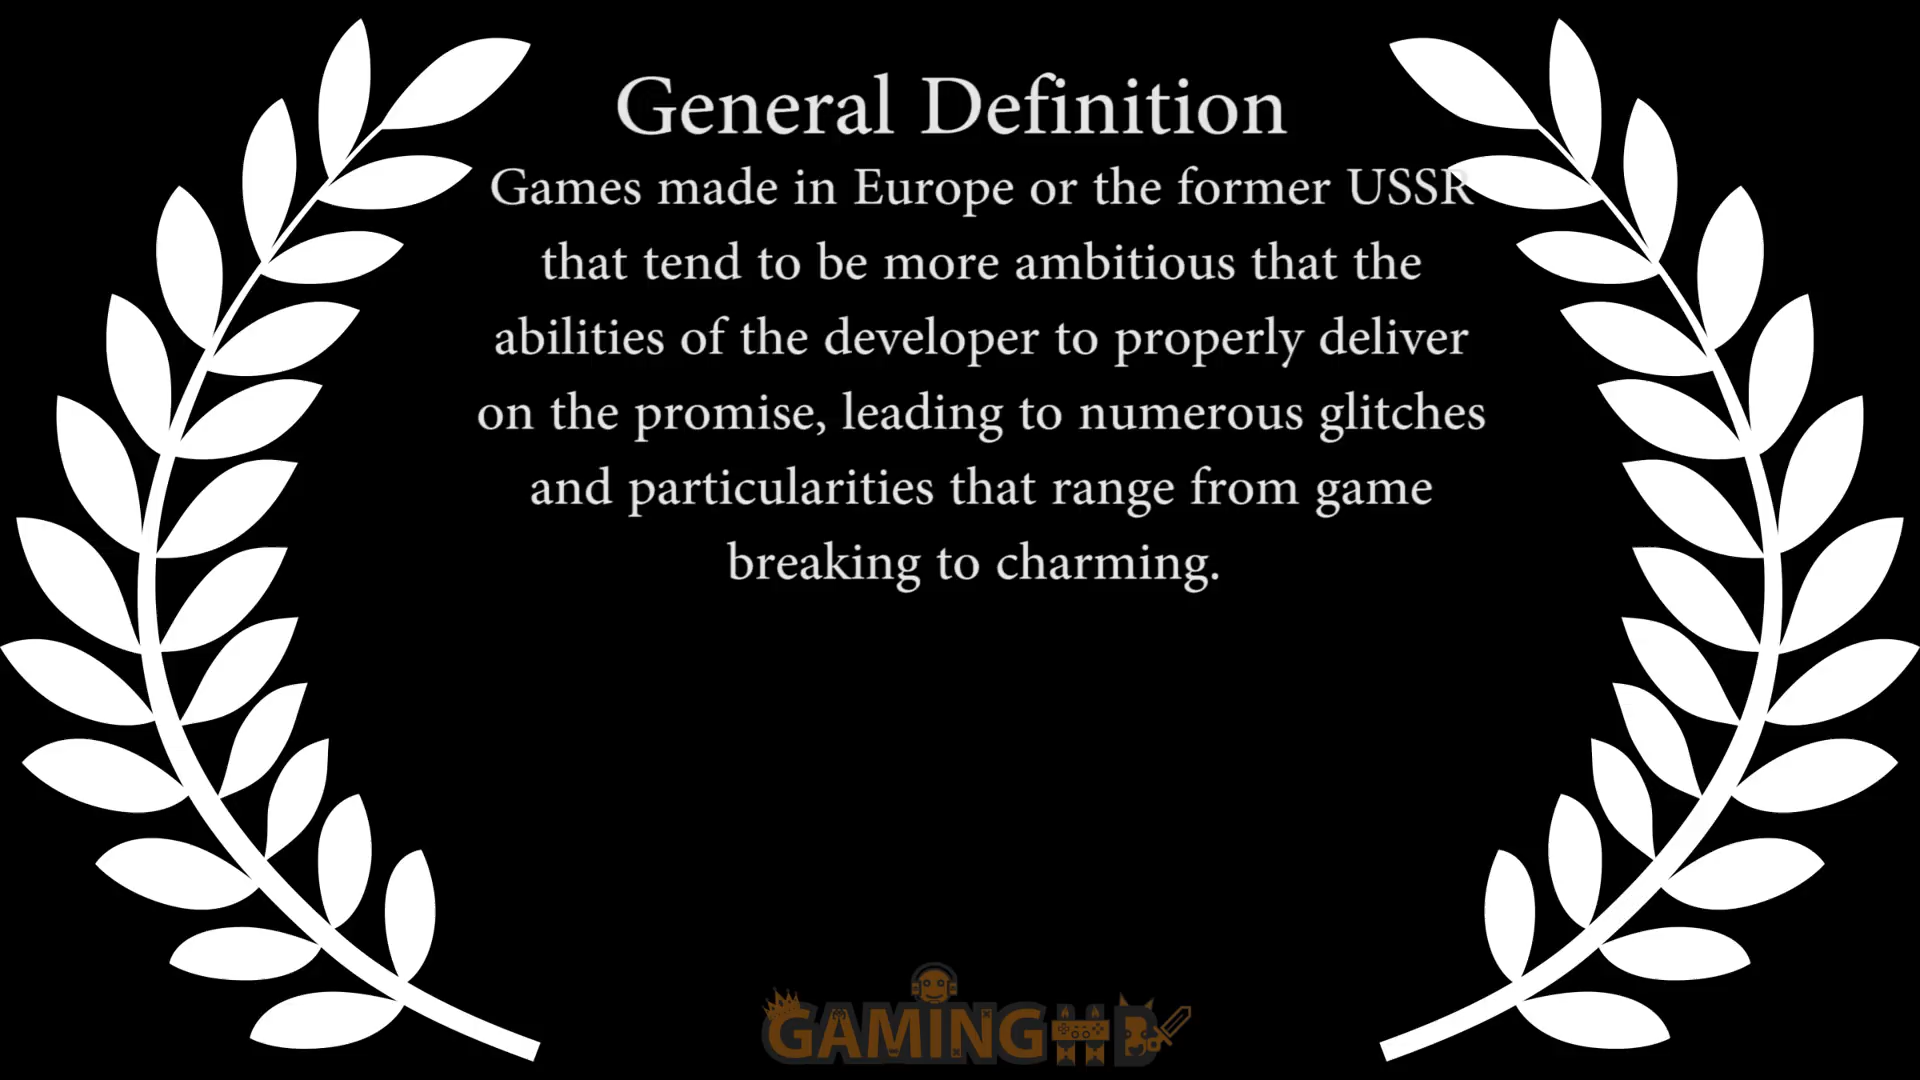 General Definition
Games made in Europe or the former USSR
that tend to be more ambitious that the
abilities of the developer to properly deliver
on the promise, leading to numerous glitches
and particularities that range from game
breaking to charming.
GAMING